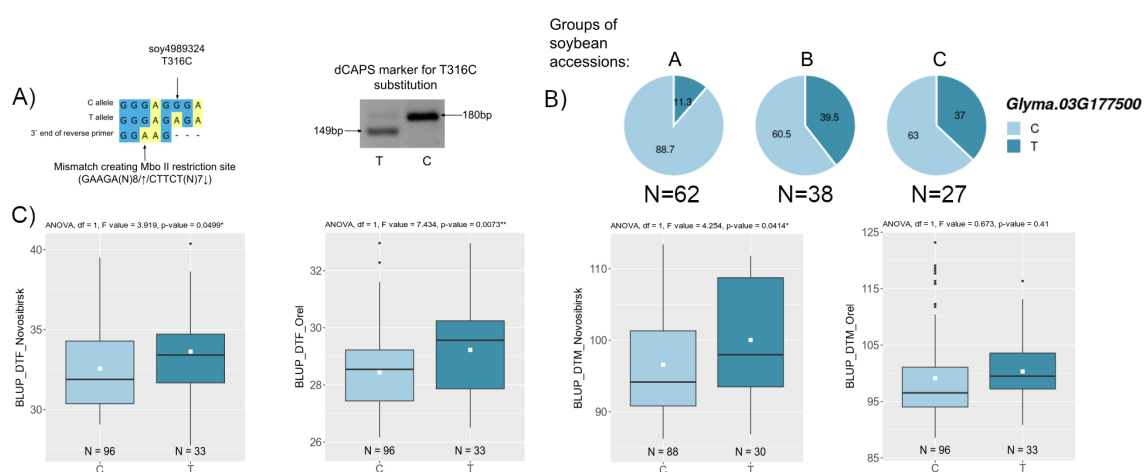 A)
soy4989324
T316C
C allele G G G A G G G A
T allele G G G A G A G A
3´ end of reverse primer G G A A G - - -
Mismatch creating Mbo II restriction site
(GAAGA(N)8/↑/CTTCT(N)7↓)
dCAPS marker for T316C
substitution
149bp
180bp
T C
B)
Groups of
soybean
accessions:
A B C
11.3
88.7
39.5
60.5
37
63
N=62 N=38 N=27
Glyma.03G177500
C
T
C)
ANOVA, df = 1, F value = 3.919, p-value = 0.0499*
BLUP_DTF_Novosibirsk
40
35
30
N = 96 N = 33
C T
ANOVA, df = 1, F value = 7.434, p-value = 0.0073**
BLUP_DTF_Orel
32
30
28
26
N = 96 N = 33
C T
ANOVA, df = 1, F value = 4.254, p-value = 0.0414*
BLUP_DTM_Novosibirsk
110
100
90
N = 88 N = 30
C T
ANOVA, df = 1, F value = 0.673, p-value = 0.41
BLUP_DTM_Orel
125
115
105
95
85
N = 96 N = 33
C T